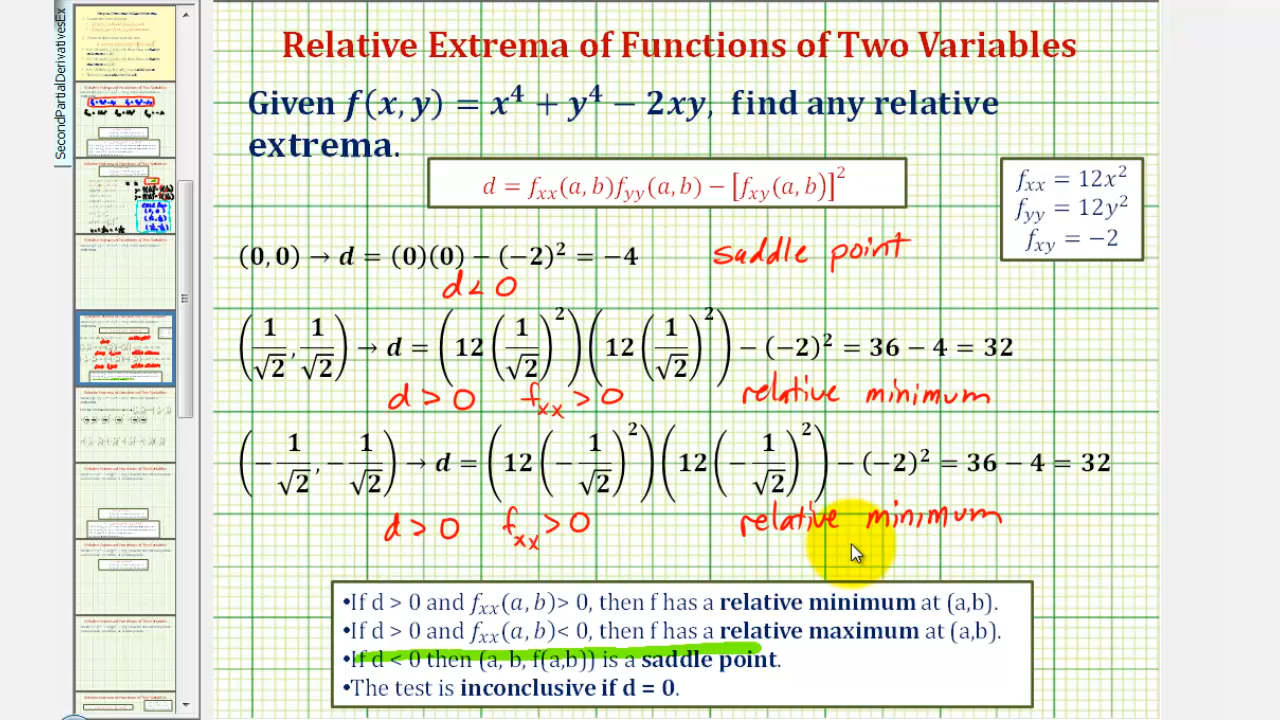 SecondPartialDerivativesEx
Relative Extrema of Functions of Two Variables
Given f(x, y) = x⁴ + y⁴ − 2xy, find any relative
extrema.
d = fₓₓ(a, b)f_yy(a, b) − [f_xy(a, b)]²
fₓₓ = 12x²
f_yy = 12y²
f_xy = −2
(0, 0) → d = (0)(0) − (−2)² = −4 saddle point
d < 0
(1/√2, 1/√2) → d = (12(1/√2)²)(12(1/√2)²) − (−2)² = 36 − 4 = 32
d > 0 fₓₓ > 0 relative minimum
(−1/√2, −1/√2) → d = (12(−1/√2)²)(12(−1/√2)²) − (−2)² = 36 − 4 = 32
d > 0 fₓₓ > 0 relative minimum
•If d > 0 and fₓₓ(a, b)> 0, then f has a relative minimum at (a,b).
•If d > 0 and fₓₓ(a, b)< 0, then f has a relative maximum at (a,b).
•If d < 0 then (a, b, f(a,b)) is a saddle point.
•The test is inconclusive if d = 0.